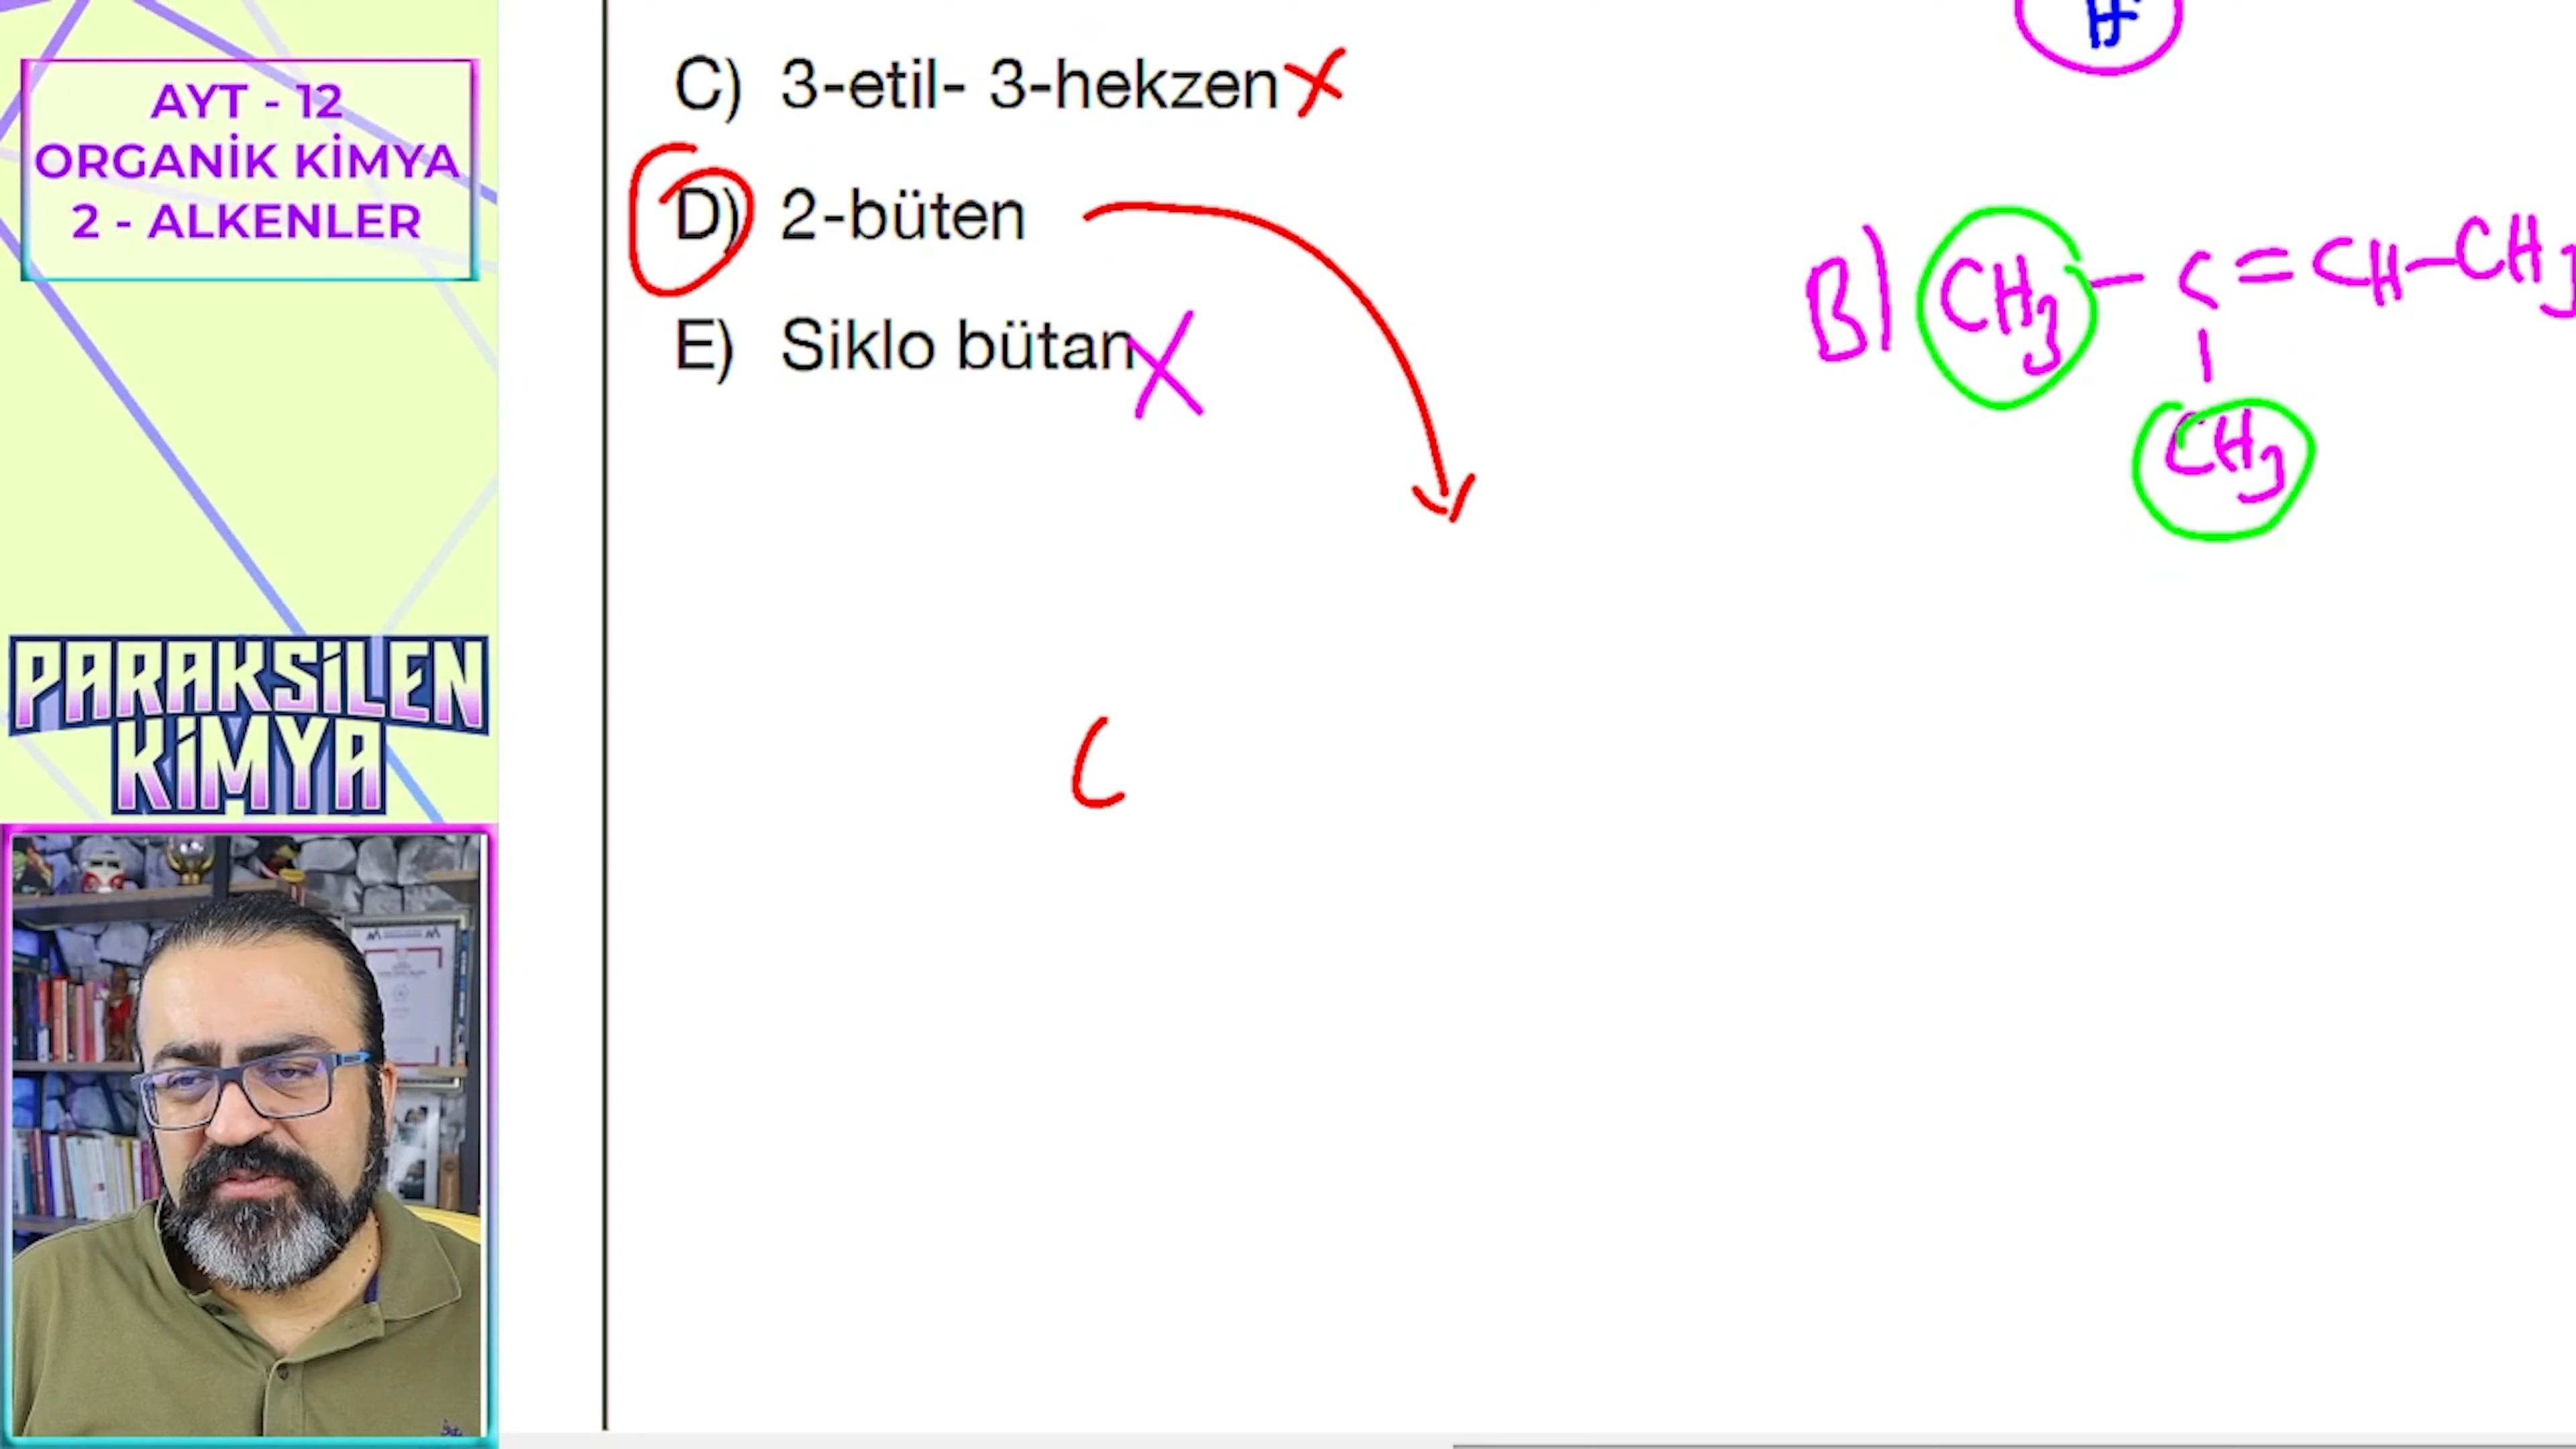 AYT - 12
ORGANİK KİMYA
2 - ALKENLER
PARAKSİLEN
KİMYA
C) 3-etil- 3-hekzen X
D) 2-büten
E) Siklo bütan X
C
H
B) CH3 - C = CH-CH3
|
CH3